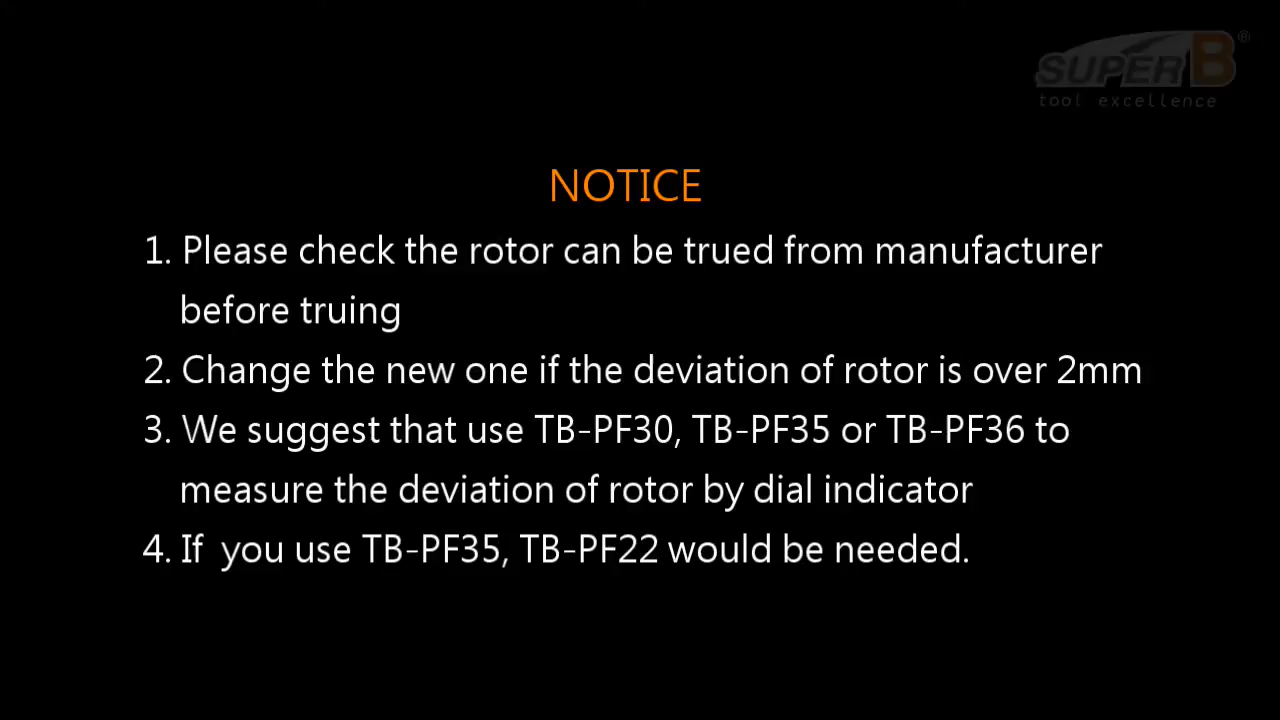 SUPER B®
tool excellence
NOTICE
1. Please check the rotor can be trued from manufacturer
before truing
2. Change the new one if the deviation of rotor is over 2mm
3. We suggest that use TB-PF30, TB-PF35 or TB-PF36 to
measure the deviation of rotor by dial indicator
4. If you use TB-PF35, TB-PF22 would be needed.